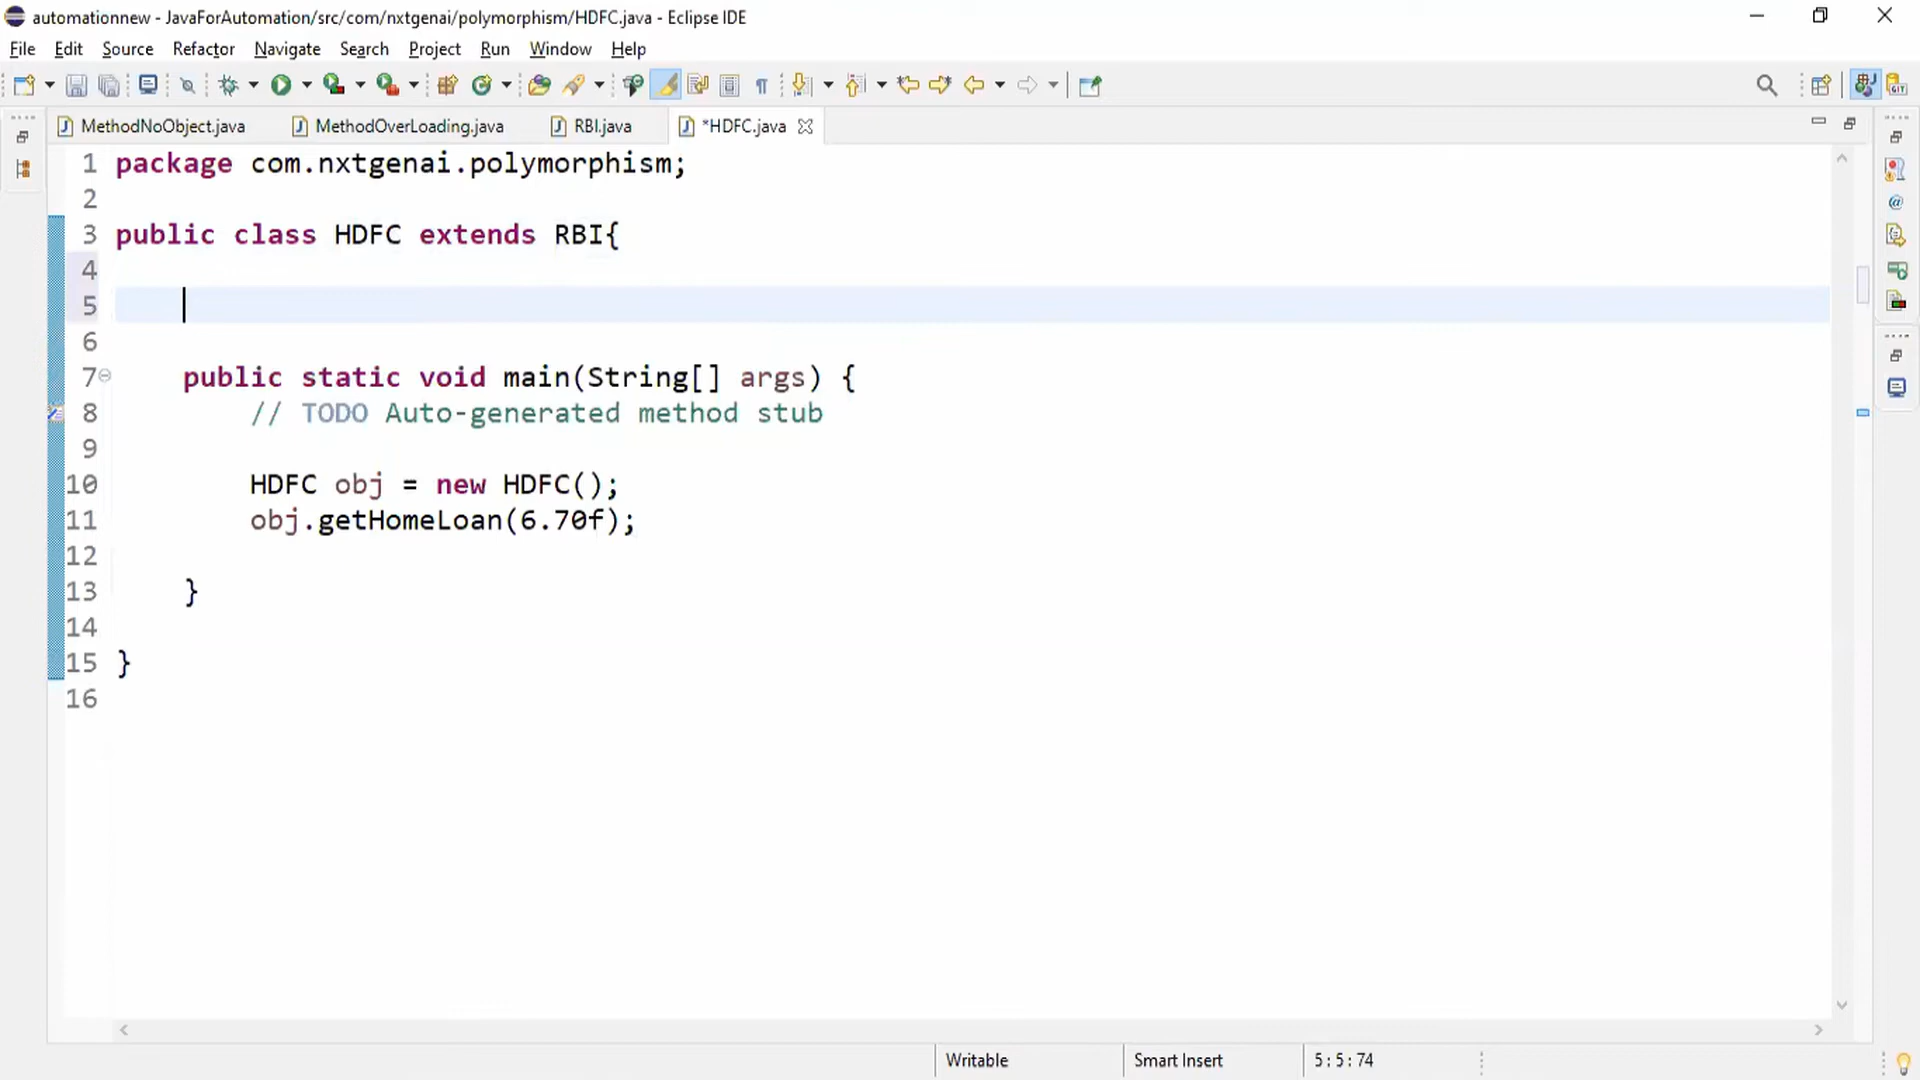 automationnew - JavaForAutomation/src/com/nxtgenai/polymorphism/HDFC.java - Eclipse IDE
File Edit Source Refactor Navigate Search Project Run Window Help
MethodNoObject.java MethodOverLoading.java RBI.java *HDFC.java
1 package com.nxtgenai.polymorphism;
2
3 public class HDFC extends RBI{
4
5
6
7 public static void main(String[] args) {
8 // TODO Auto-generated method stub
9
10 HDFC obj = new HDFC();
11 obj.getHomeLoan(6.70f);
12
13 }
14
15 }
16
Writable Smart Insert 5 : 5 : 74